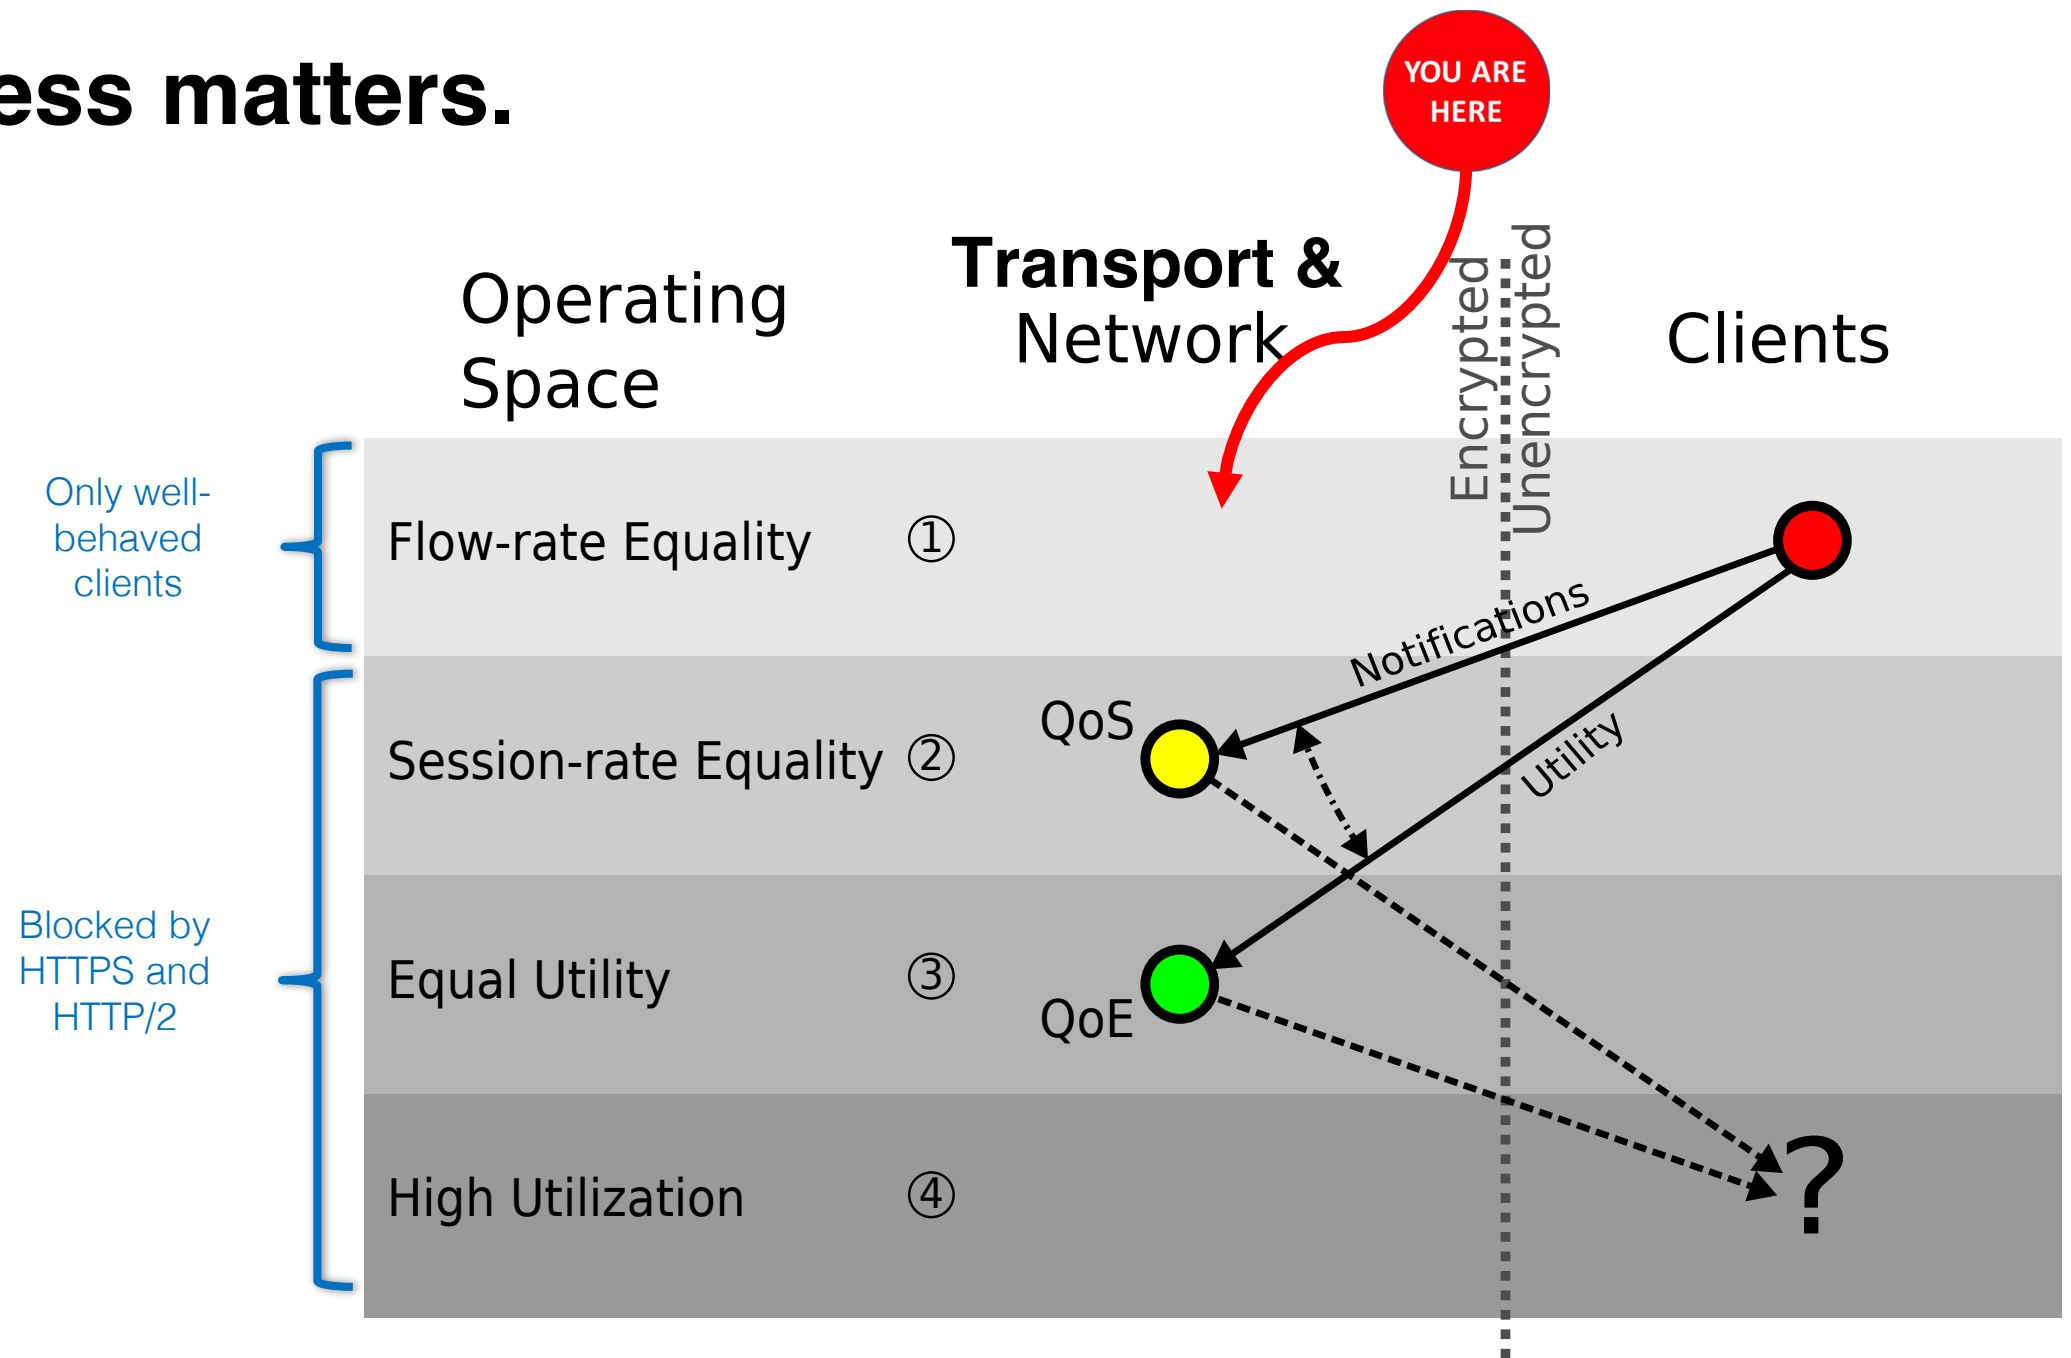 ess matters.
YOU ARE
HERE
Operating
Space
Transport &
Network
Encrypted
Unencrypted
Clients
Only well-
behaved
clients
Flow-rate Equality ①
Notifications
Session-rate Equality ②
QoS
Utility
Blocked by
HTTPS and
HTTP/2
Equal Utility ③
QoE
High Utilization ④
?